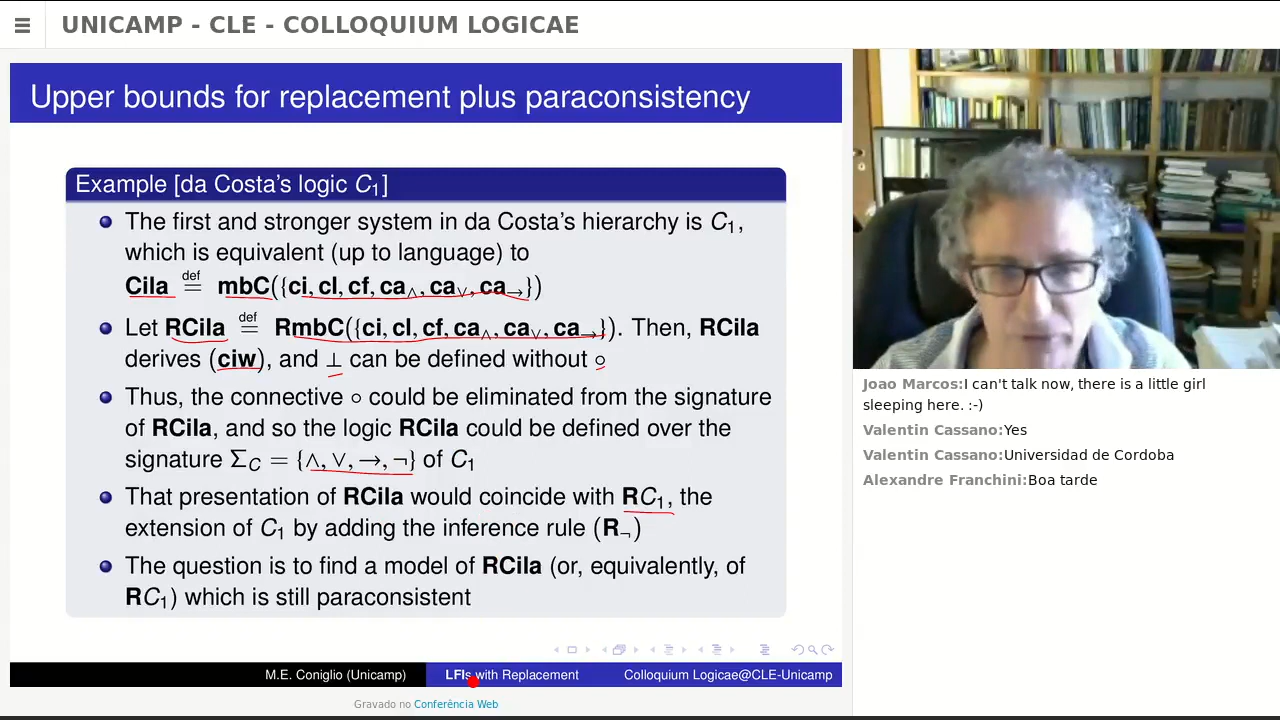 UNICAMP - CLE - COLLOQUIUM LOGICAE
Upper bounds for replacement plus paraconsistency
Example [da Costa's logic C₁]
The first and stronger system in da Costa's hierarchy is C₁,
which is equivalent (up to language) to
Cila ≝ mbC({ci, cl, cf, ca∧, ca∨, ca→})
Let RCila ≝ RmbC({ci, cl, cf, ca∧, ca∨, ca→}). Then, RCila
derives (ciw), and ⊥ can be defined without ∘
Thus, the connective ∘ could be eliminated from the signature
of RCila, and so the logic RCila could be defined over the
signature Σ_C = {∧, ∨, →, ¬} of C₁
That presentation of RCila would coincide with RC₁, the
extension of C₁ by adding the inference rule (R¬)
The question is to find a model of RCila (or, equivalently, of
RC₁) which is still paraconsistent
M.E. Coniglio (Unicamp) LFIs with Replacement Colloquium Logicae@CLE-Unicamp
Gravado no Conferência Web
Joao Marcos:I can't talk now, there is a little girl
sleeping here. :-)
Valentin Cassano:Yes
Valentin Cassano:Universidad de Cordoba
Alexandre Franchini:Boa tarde